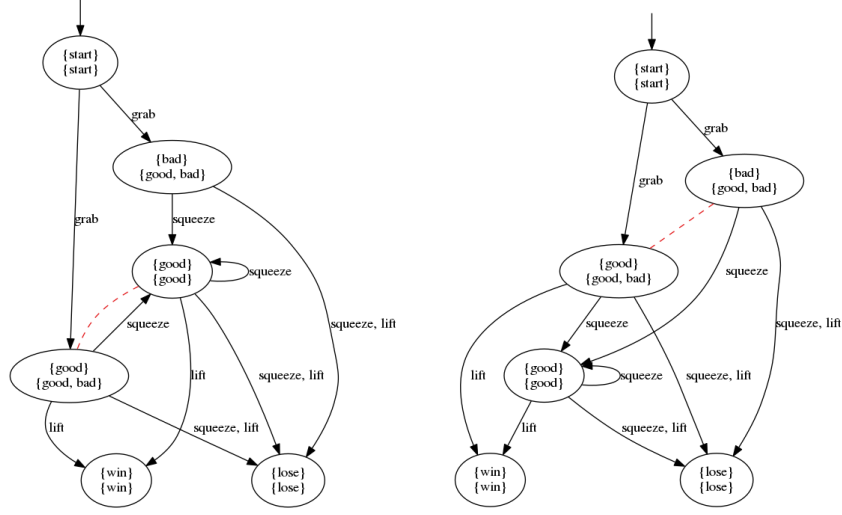 {start}
{start}
grab
{bad}
{good, bad}
grab
squeeze
{good}
{good}
squeeze
squeeze
squeeze, lift
{good}
{good, bad}
lift
squeeze, lift
lift
squeeze, lift
{win}
{win}
{lose}
{lose}
{start}
{start}
grab
{bad}
{good, bad}
grab
{good}
{good, bad}
squeeze
squeeze
squeeze, lift
{good}
{good}
squeeze
lift
squeeze, lift
lift
squeeze, lift
{win}
{win}
{lose}
{lose}